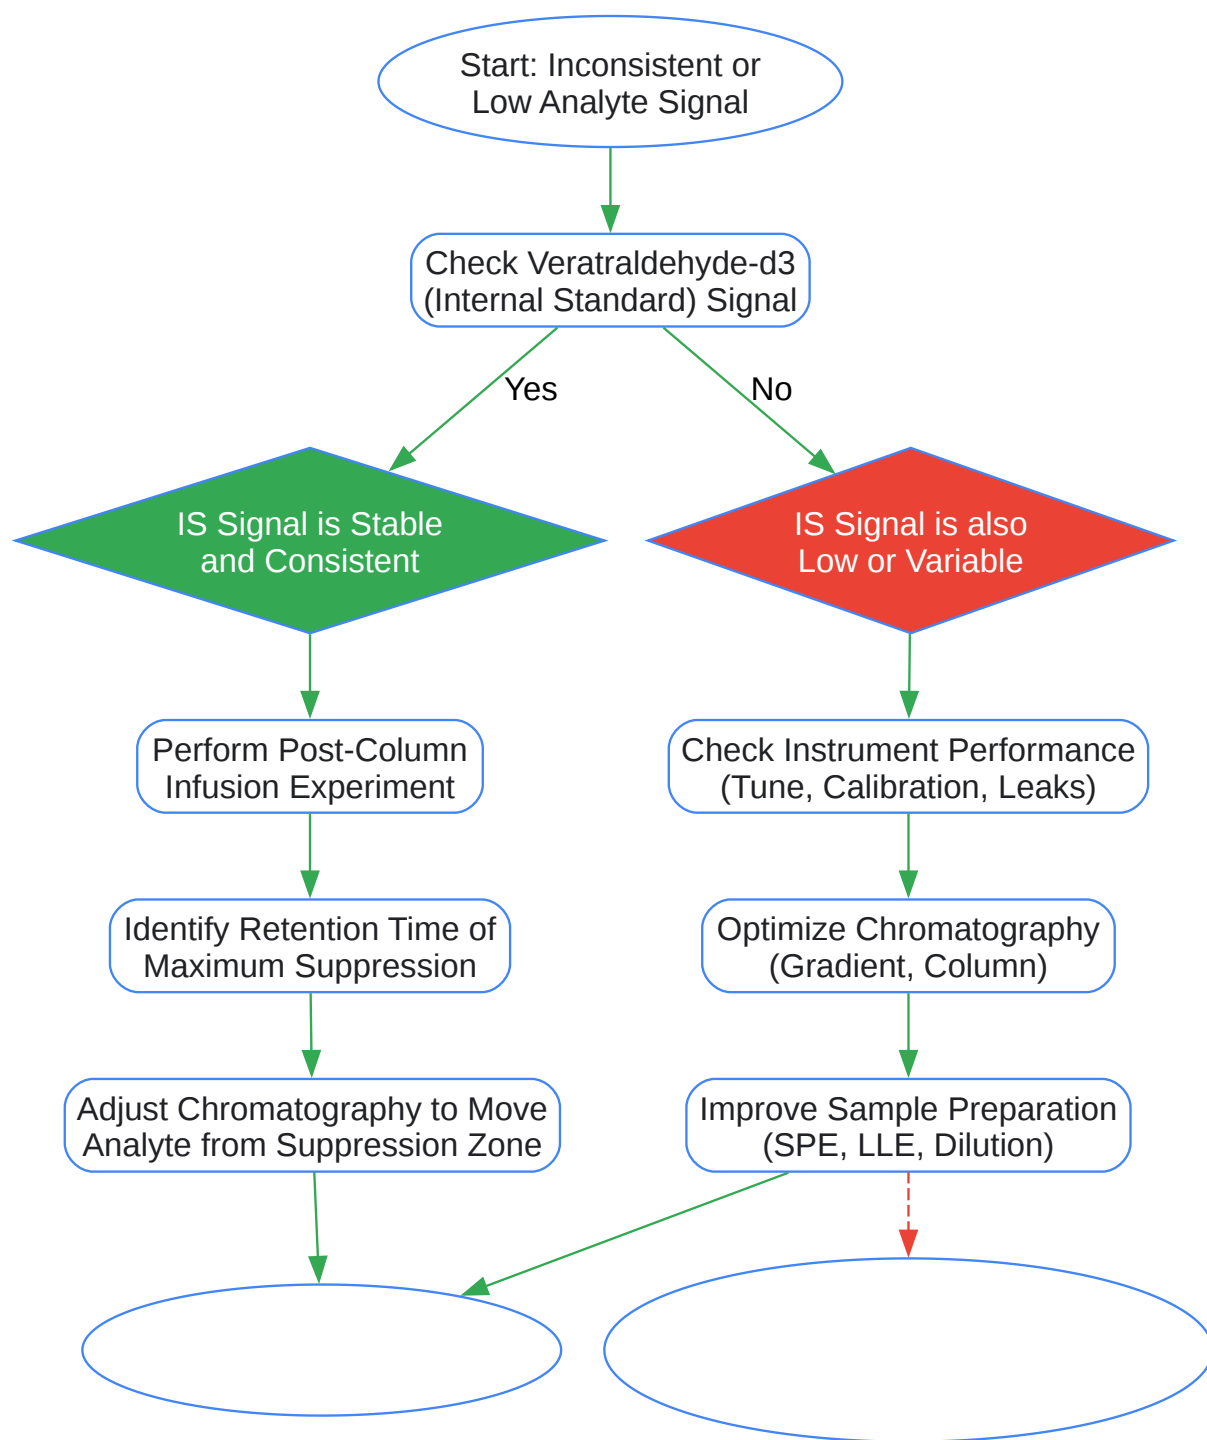 Start: Inconsistent or
Low Analyte Signal
Check Veratraldehyde-d3
(Internal Standard) Signal
Yes
No
IS Signal is Stable
and Consistent
IS Signal is also
Low or Variable
Perform Post-Column
Infusion Experiment
Check Instrument Performance
(Tune, Calibration, Leaks)
Identify Retention Time of
Maximum Suppression
Optimize Chromatography
(Gradient, Column)
Adjust Chromatography to Move
Analyte from Suppression Zone
Improve Sample Preparation
(SPE, LLE, Dilution)